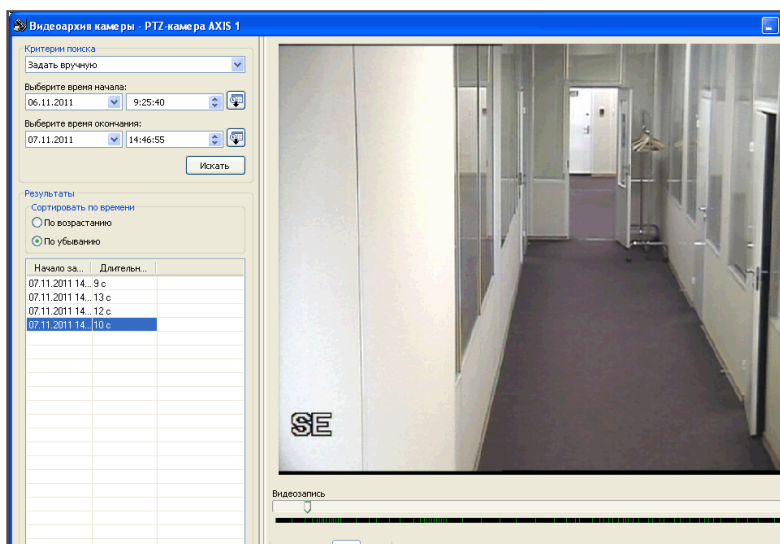 Видеоархив камеры - PTZ-камера AXIS 1
Критерии поиска
Задать вручную
Выберите время начала:
06.11.2011 9:25:40
Выберите время окончания:
07.11.2011 14:46:55
Искать
Результаты
Сортировать по времени
По возрастанию
По убыванию
Начало за... Длительн...
07.11.2011 14... 9 с
07.11.2011 14... 13 с
07.11.2011 14... 12 с
07.11.2011 14... 10 с
SE
Видеозапись